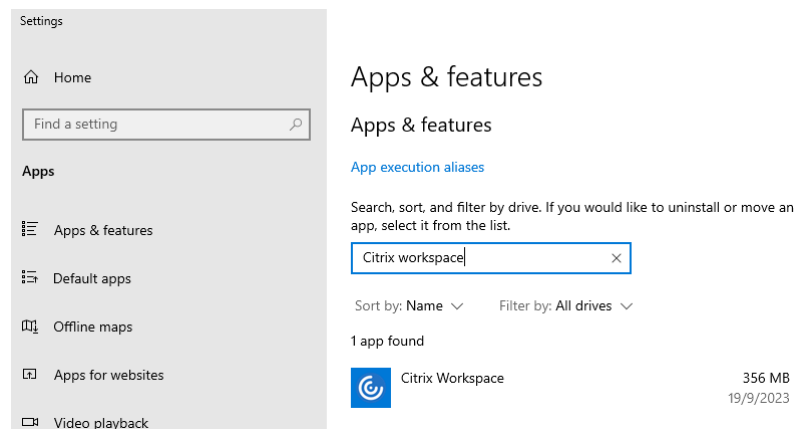 Settings
Home
Find a setting
Apps
Apps & features
Default apps
Offline maps
Apps for websites
Video playback
Apps & features
Apps & features
App execution aliases
Search, sort, and filter by drive. If you would like to uninstall or move an
app, select it from the list.
Citrix workspace
Sort by: Name Filter by: All drives
1 app found
Citrix Workspace 356 MB
19/9/2023